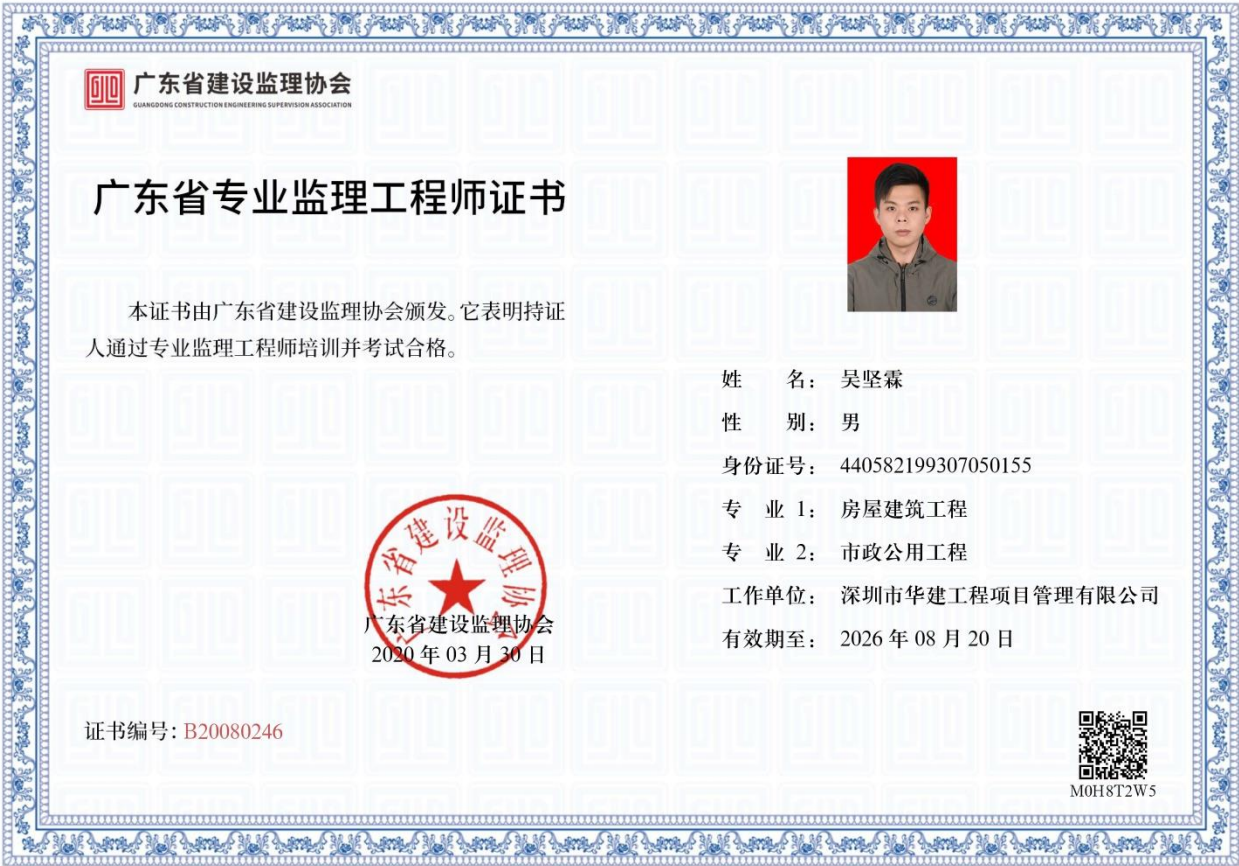 广东省建设监理协会
GUANGDONG CONSTRUCTION ENGINEERING SUPERVISION ASSOCIATION
广东省专业监理工程师证书
本证书由广东省建设监理协会颁发。它表明持证
人通过专业监理工程师培训并考试合格。
姓 名： 吴坚霖
性 别： 男
身份证号： 440582199307050155
专 业 1： 房屋建筑工程
专 业 2： 市政公用工程
工作单位： 深圳市华建工程项目管理有限公司
有效期至： 2026 年 08 月 20 日
广东省建设监理协会
广东省建设监理协会
2020 年 03 月 30 日
证书编号：B20080246
M0H8T2W5